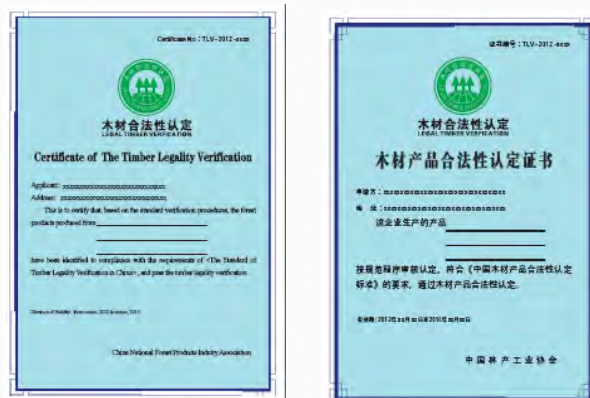 Certificate No : TLV-2012-xxxx
木材合法性认定
LEGAL TIMBER VERIFICATION
Certificate of The Timber Legality Verification
Applicant:
Address:
This is to certify that, based on the standard verification procedures, the forest
products produced from
have been identified to compliance with the requirements of <The Standard of
Timber Legality Verification in China>, and pass the timber legality verification.
China National Forest Products Industry Association
证书编号：TLV-2012-xxxx
木材合法性认定
LEGAL TIMBER VERIFICATION
木材产品合法性认定证书
申请方：
地 址：
该企业生产的产品
按规范程序审核认定，符合《中国木材产品合法性认定
标准》的要求，通过木材产品合法性认定。
中国林产工业协会